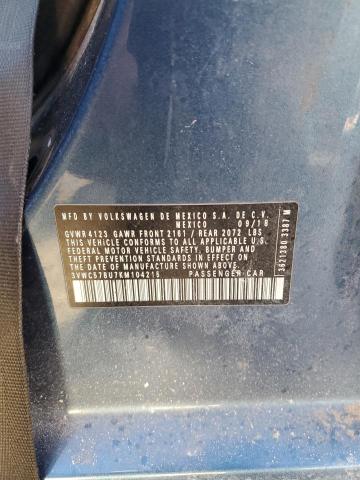 MFD. BY VOLKSWAGEN DE MEXICO S.A. DE C.V.
MEXICO 09/18
GVWR 4123 GAWR FRONT 2161 / REAR 2072 LBS
THIS VEHICLE CONFORMS TO ALL APPLICABLE
FEDERAL MOTOR VEHICLE SAFETY, BUMPER AND
THEFT PREVENTION STANDARDS IN EFFECT ON THE
DATE OF MANUFACTURE SHOWN ABOVE.
3VWC57BU7KM104215 PASSENGER CAR
3621380 3387 M